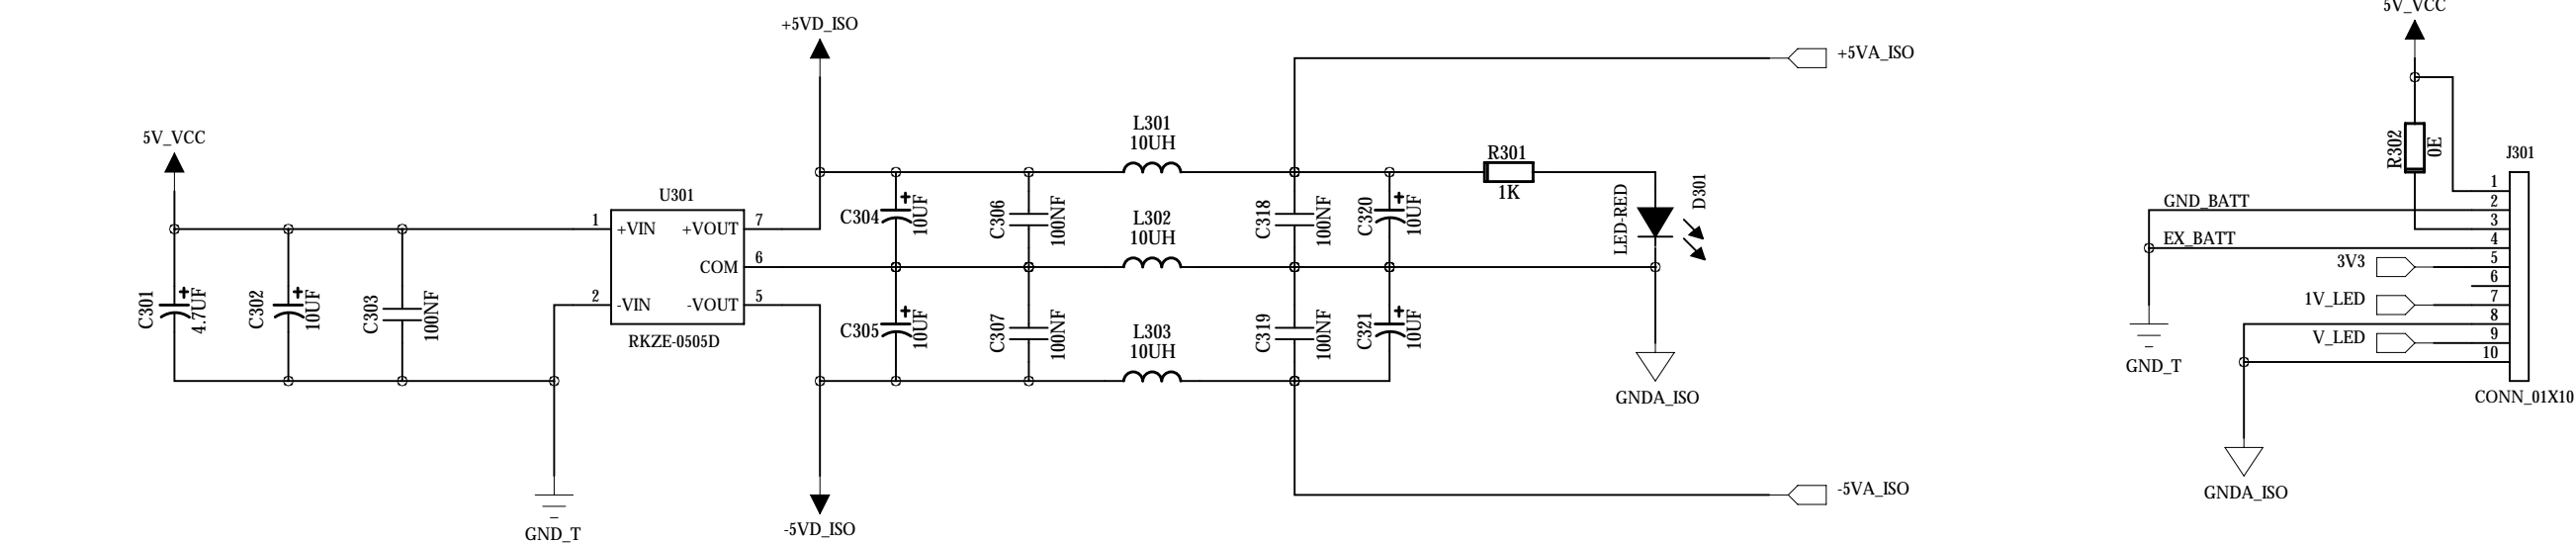 +5VD_ISO
5V_VCC
+5VA_ISO
5V_VCC
L301
10UH
R301
1K
R302
0E
J301
U301
1
+VIN
+VOUT
7
COM
6
2
-VIN
-VOUT
5
RKZE-0505D
C301
4.7UF
C302
10UF
C303
100NF
C304
10UF
C306
100NF
L302
10UH
C318
100NF
C320
10UF
LED-RED
D301
C305
10UF
C307
100NF
L303
10UH
C319
100NF
C321
10UF
GNDA_ISO
-5VA_ISO
GND_T
-5VD_ISO
1
GND_BATT
2
3
EX_BATT
4
3V3
5
6
1V_LED
7
8
V_LED
9
10
GND_T
CONN_01X10
GNDA_ISO